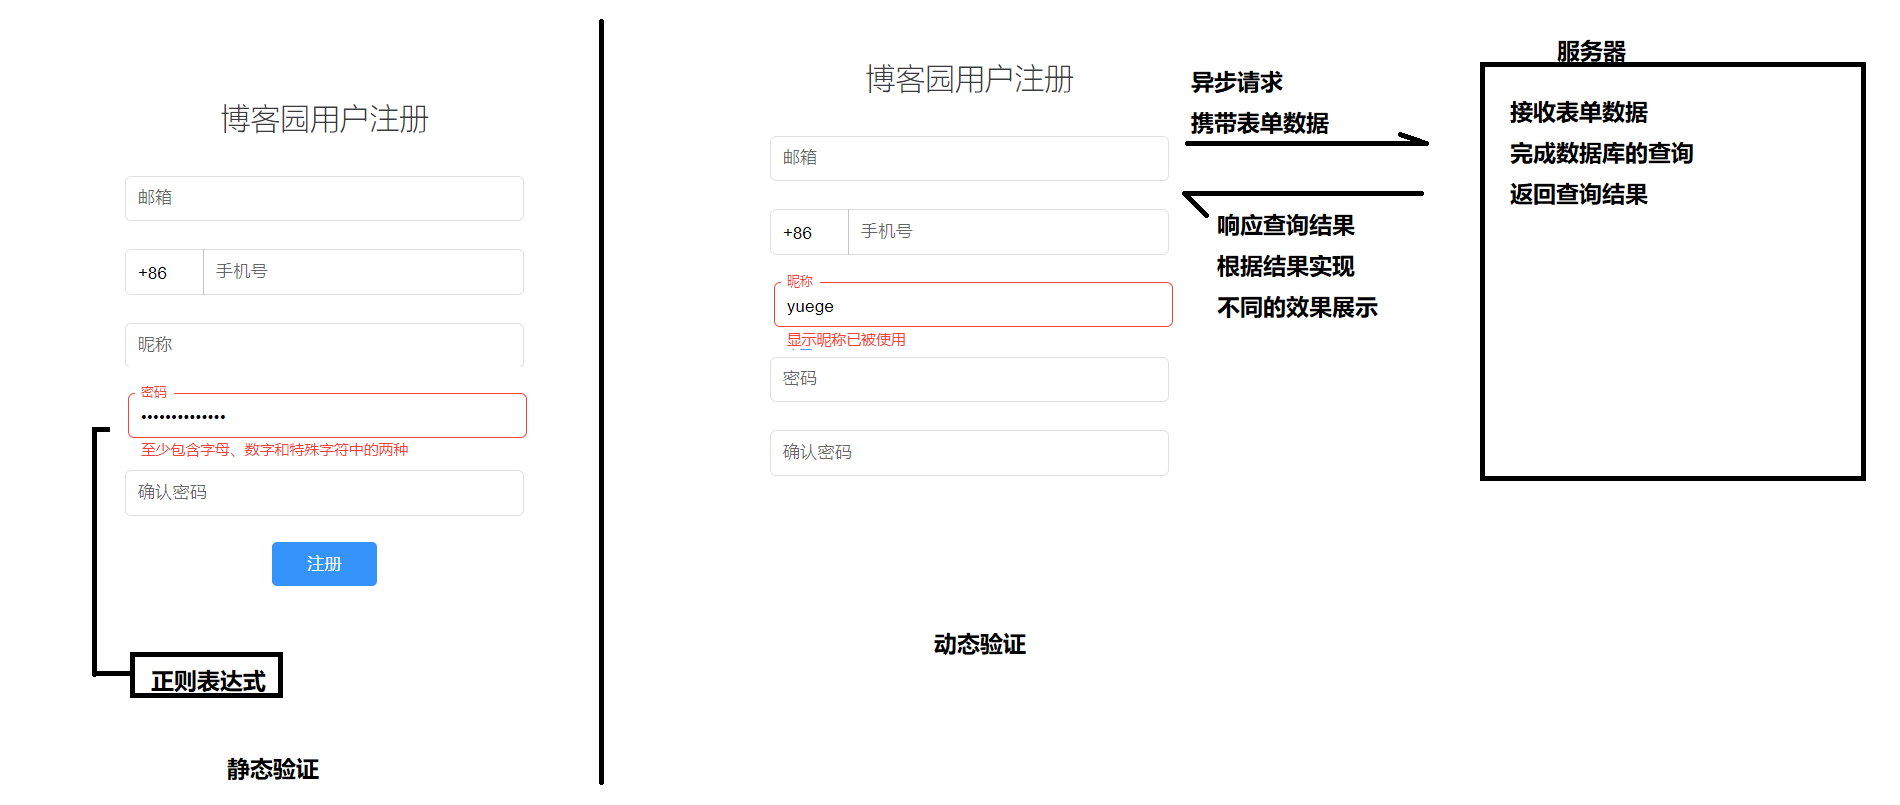 博客园用户注册
邮箱
+86 手机号
昵称
密码
••••••••••••••
至少包含字母、数字和特殊字符中的两种
确认密码
注册
正则表达式
静态验证
博客园用户注册
邮箱
+86 手机号
昵称
yuege
显示昵称已被使用
密码
确认密码
动态验证
异步请求
携带表单数据
响应查询结果
根据结果实现
不同的效果展示
服务器
接收表单数据
完成数据库的查询
返回查询结果